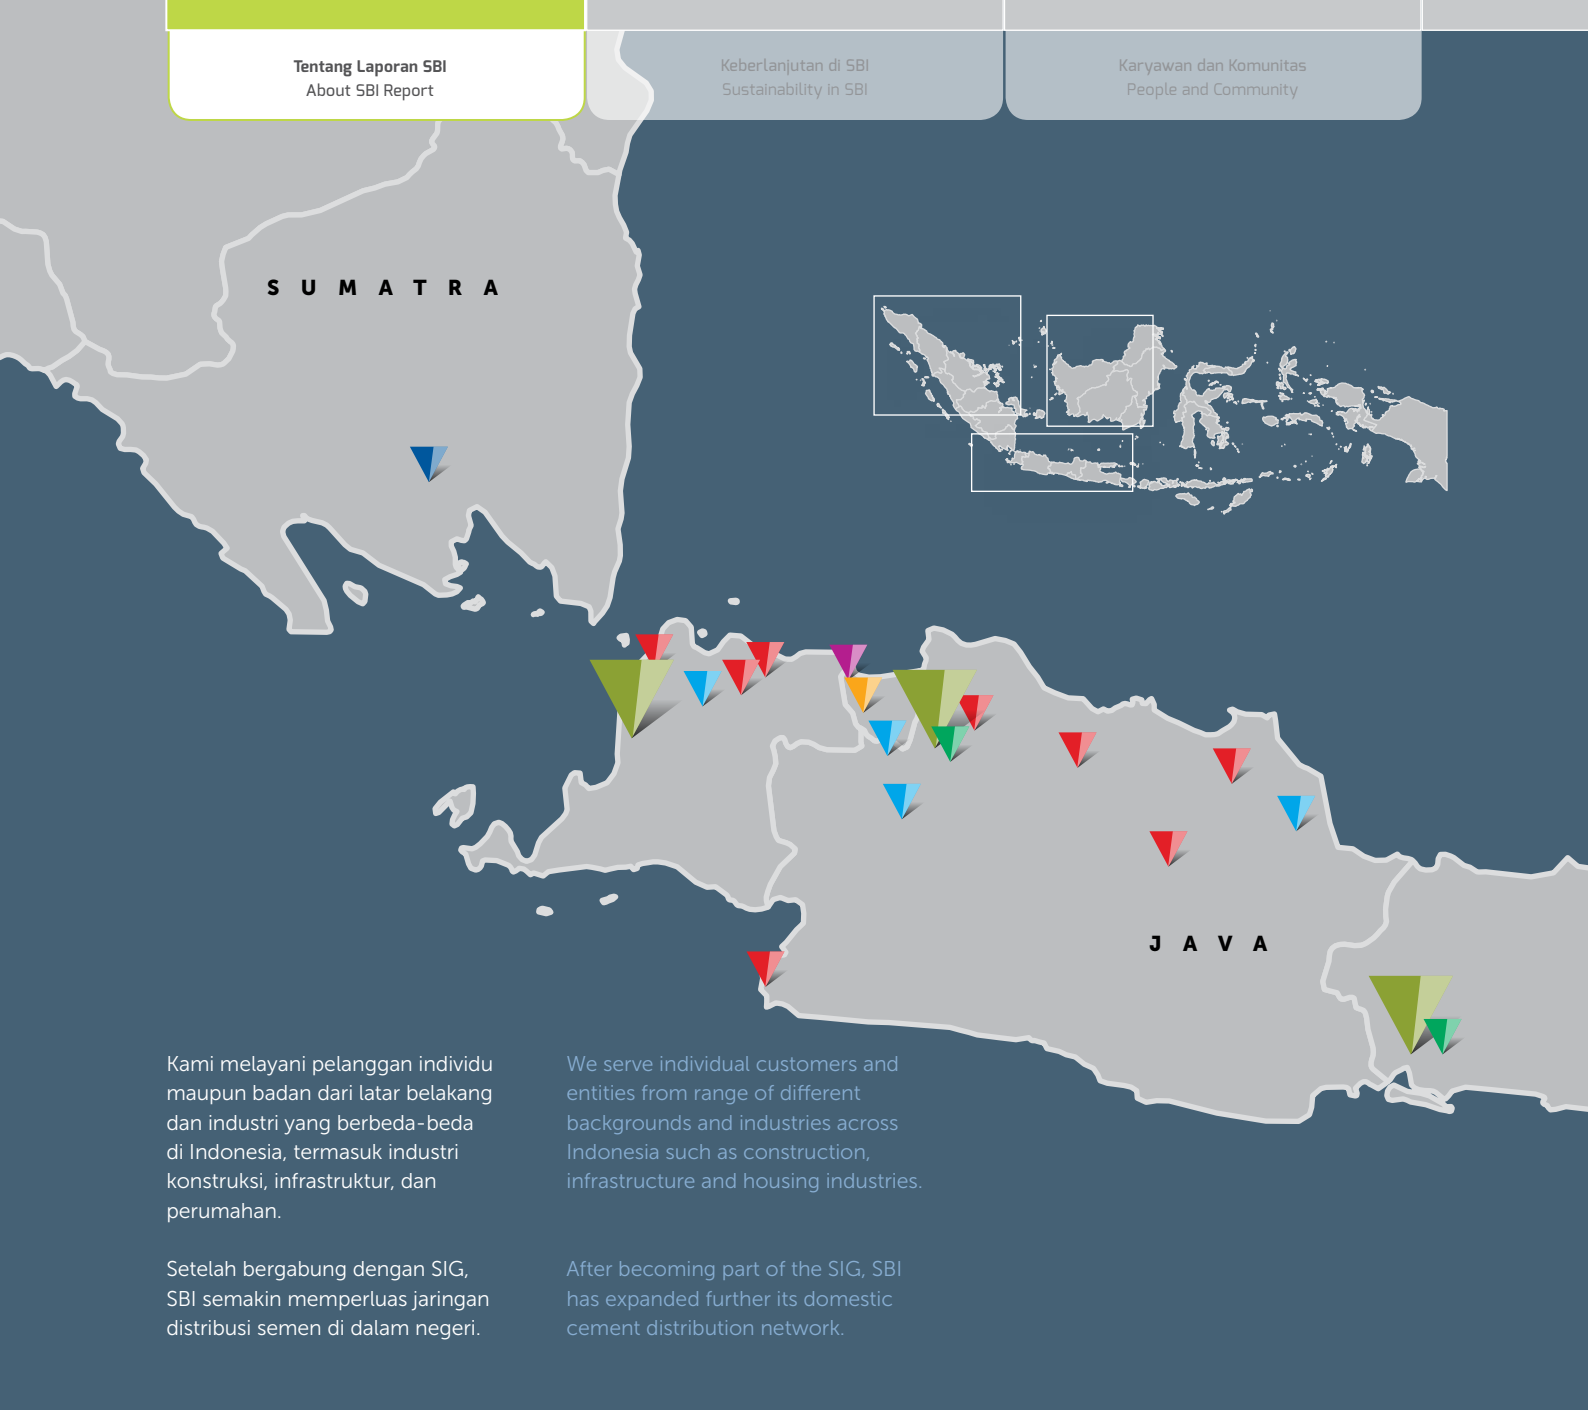 Tentang Laporan SBI
About SBI Report
Keberlanjutan di SBI
Sustainability in SBI
Karyawan dan Komunitas
People and Community
SUMATRA
JAVA
Kami melayani pelanggan individu
maupun badan dari latar belakang
dan industri yang berbeda-beda
di Indonesia, termasuk industri
konstruksi, infrastruktur, dan
perumahan.
Setelah bergabung dengan SIG,
SBI semakin memperluas jaringan
distribusi semen di dalam negeri.
We serve individual customers and
entities from range of different
backgrounds and industries across
Indonesia such as construction,
infrastructure and housing industries.
After becoming part of the SIG, SBI
has expanded further its domestic
cement distribution network.